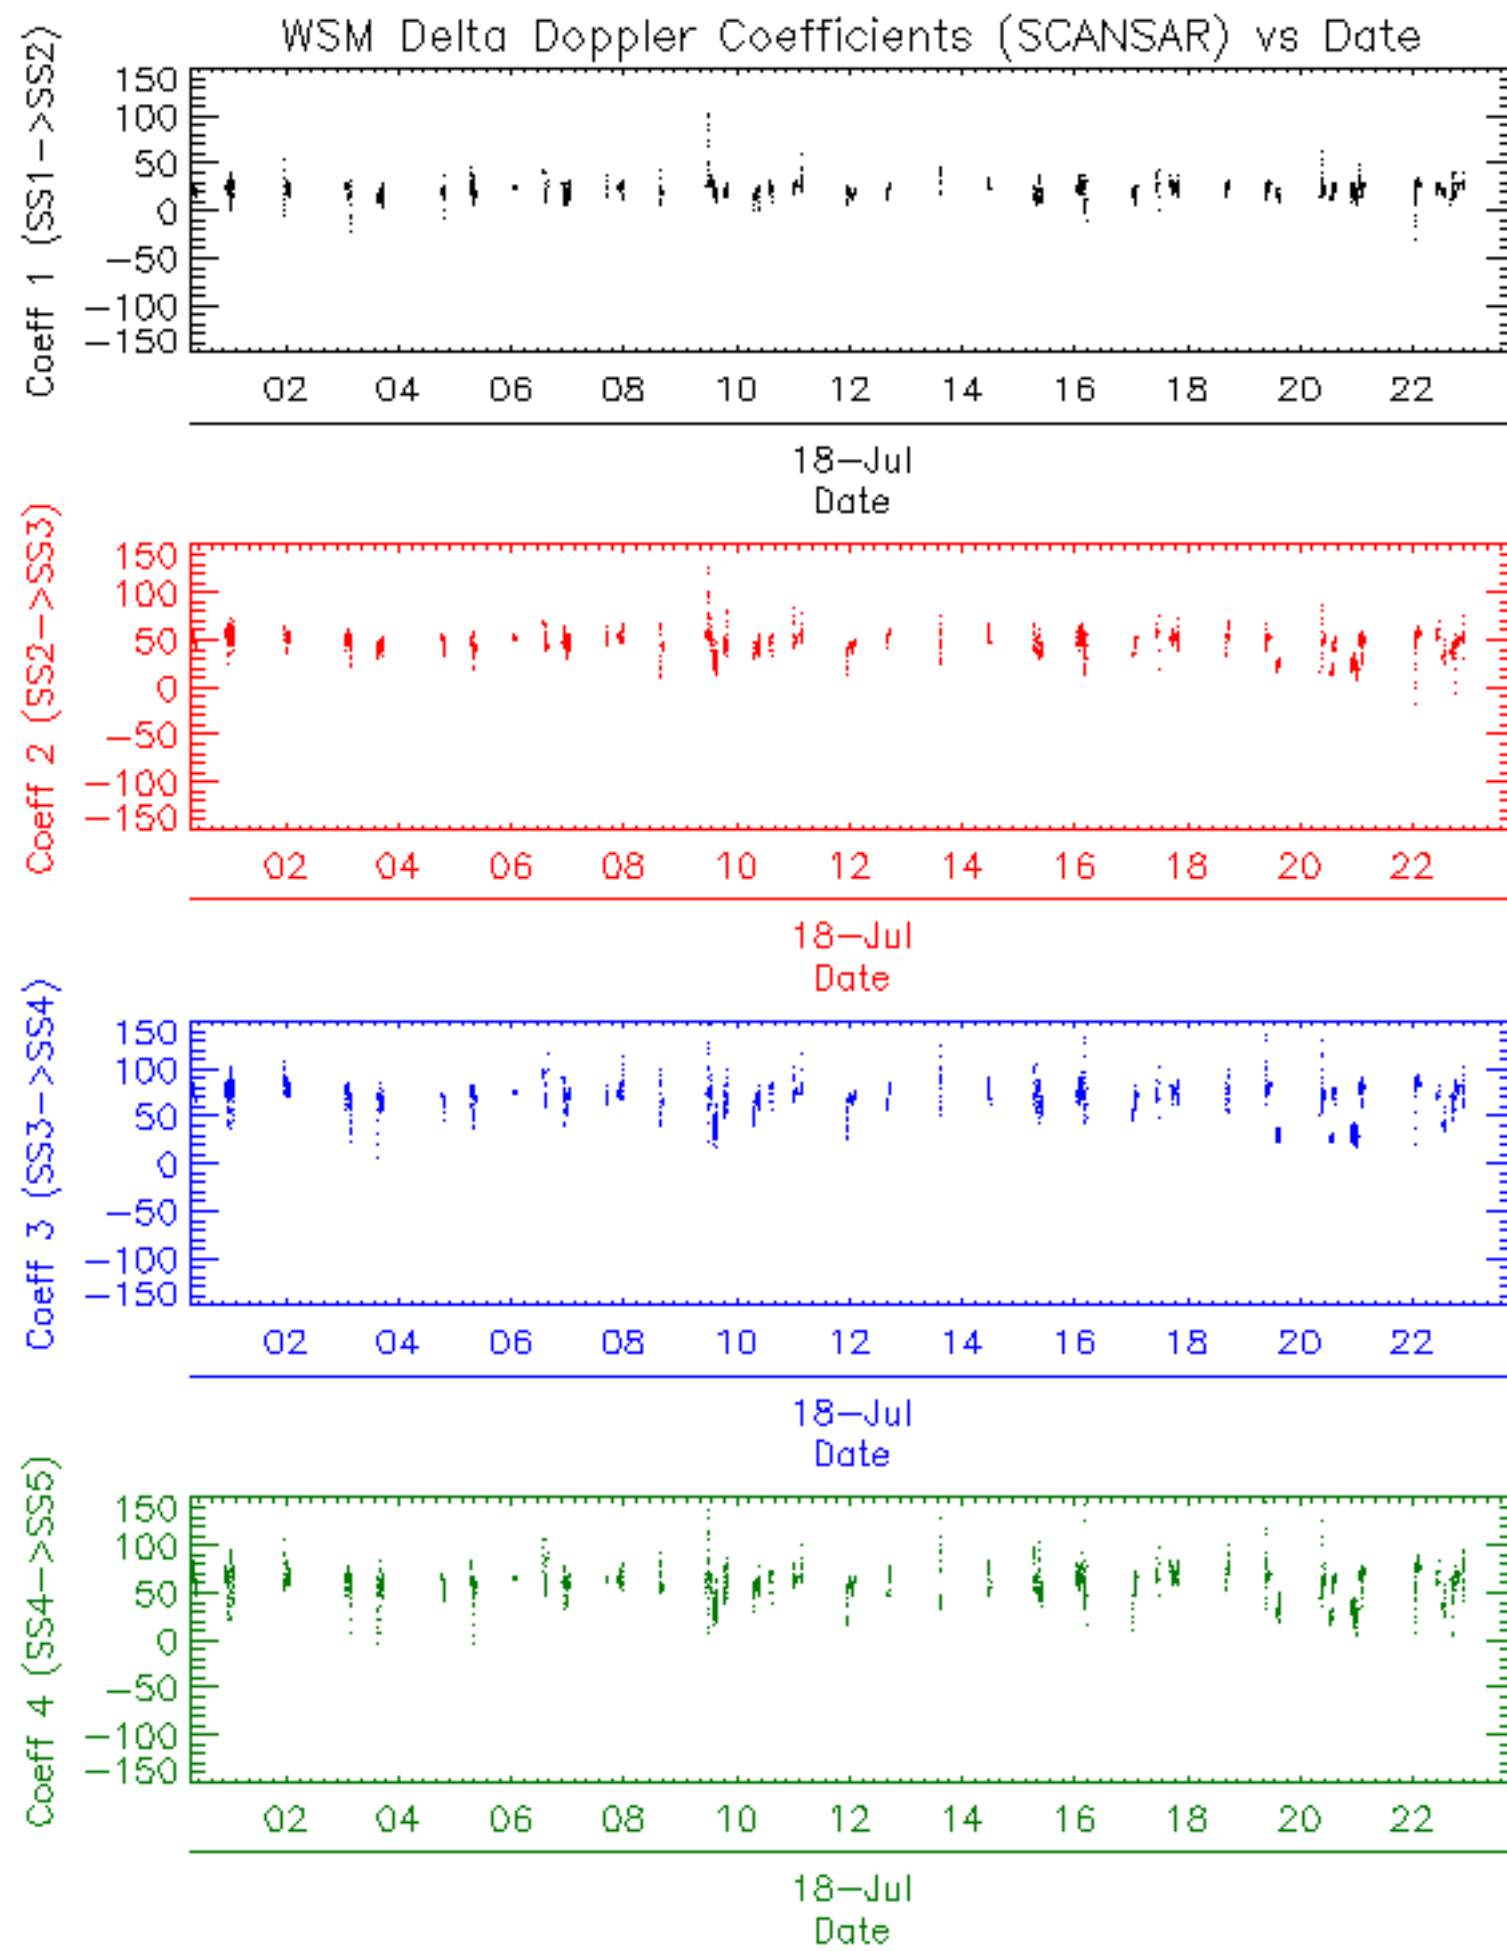 WSM Delta Doppler Coefficients (SCANSAR) vs Date
Coeff 1 (SS1->SS2)
150
100
50
0
-50
-100
-150
02 04 06 08 10 12 14 16 18 20 22
18-Jul
Date
Coeff 2 (SS2->SS3)
150
100
50
0
-50
-100
-150
02 04 06 08 10 12 14 16 18 20 22
18-Jul
Date
Coeff 3 (SS3->SS4)
150
100
50
0
-50
-100
-150
02 04 06 08 10 12 14 16 18 20 22
18-Jul
Date
Coeff 4 (SS4->SS5)
150
100
50
0
-50
-100
-150
02 04 06 08 10 12 14 16 18 20 22
18-Jul
Date